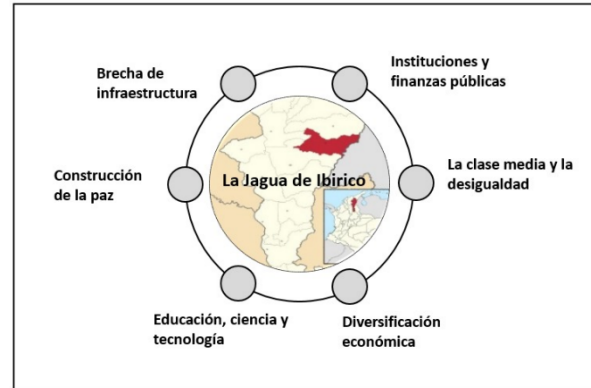 Brecha de
infraestructura
Instituciones y
finanzas públicas
Construcción
de la paz
La Jagua de Ibirico
La clase media y la
desigualdad
Educación, ciencia y
tecnología
Diversificación
económica